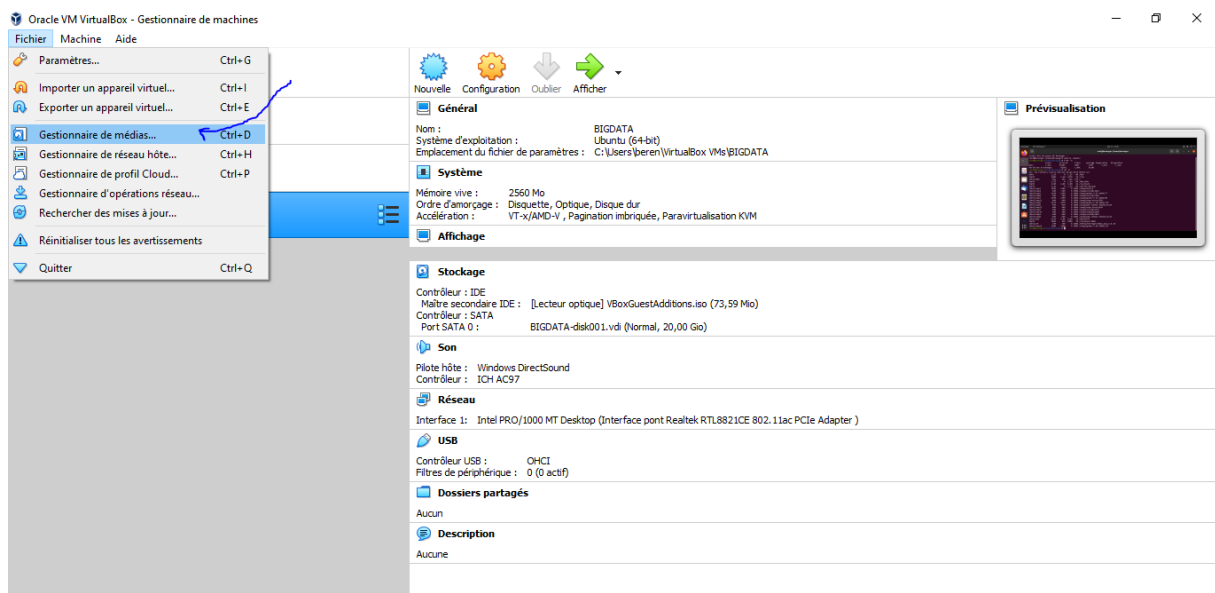 Oracle VM VirtualBox - Gestionnaire de machines
Fichier Machine Aide
Paramètres... Ctrl+G
Importer un appareil virtuel... Ctrl+I
Exporter un appareil virtuel... Ctrl+E
Gestionnaire de médias... Ctrl+D
Gestionnaire de réseau hôte... Ctrl+H
Gestionnaire de profil Cloud... Ctrl+P
Gestionnaire d'opérations réseau...
Rechercher des mises à jour...
Réinitialiser tous les avertissements
Quitter Ctrl+Q
Nouvelle Configuration Oublier Afficher
Général
Nom : BIGDATA
Système d'exploitation : Ubuntu (64-bit)
Emplacement du fichier de paramètres : C:\Users\beren\VirtualBox VMs\BIGDATA
Système
Mémoire vive : 2560 Mo
Ordre d'amorçage : Disquette, Optique, Disque dur
Accélération : VT-x/AMD-V , Pagination imbriquée, Paravirtualisation KVM
Affichage
Prévisualisation
Stockage
Contrôleur : IDE
Maître secondaire IDE : [Lecteur optique] VBoxGuestAdditions.iso (73,59 Mio)
Contrôleur : SATA
Port SATA 0 : BIGDATA-disk001.vdi (Normal, 20,00 Gio)
Son
Pilote hôte : Windows DirectSound
Contrôleur : ICH AC97
Réseau
Interface 1: Intel PRO/1000 MT Desktop (Interface pont Realtek RTL8821CE 802.11ac PCIe Adapter )
USB
Contrôleur USB : OHCI
Filtres de périphérique : 0 (0 actif)
Dossiers partagés
Aucun
Description
Aucune